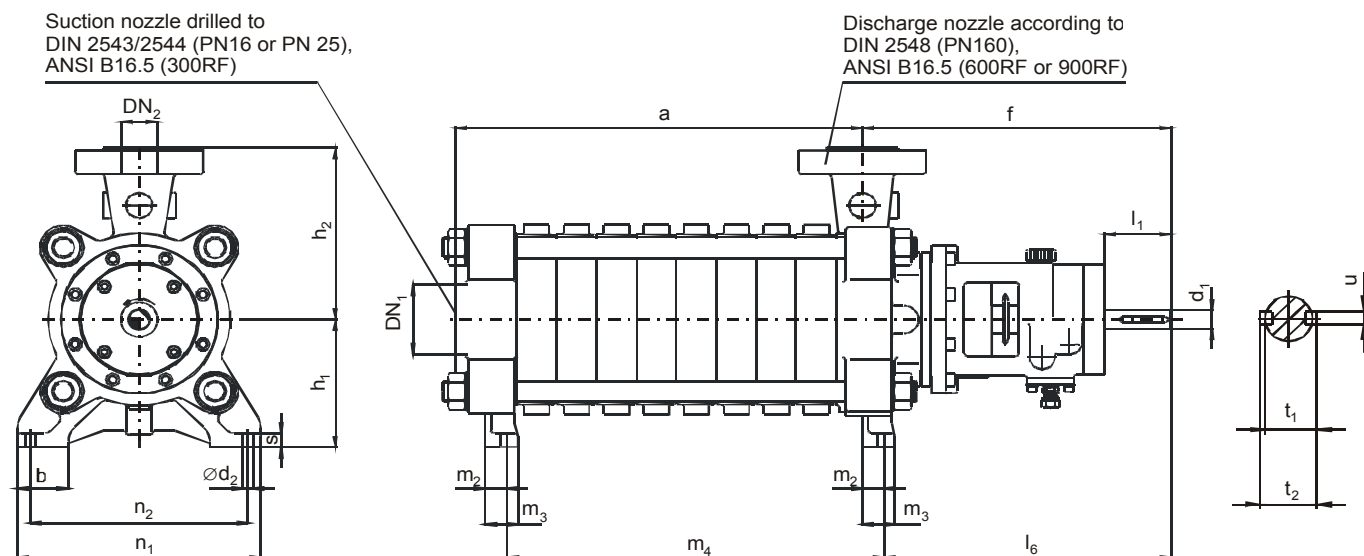 Suction nozzle drilled to
DIN 2543/2544 (PN16 or PN 25),
ANSI B16.5 (300RF)
Discharge nozzle according to
DIN 2548 (PN160),
ANSI B16.5 (600RF or 900RF)
DN₂
a
f
h₂
l₁
DN₁
d₁
u
h₁
s
t₁
b
Ød₂
m₂
m₂
t₂
n₂
m₃
m₃
n₁
m₄
l₆